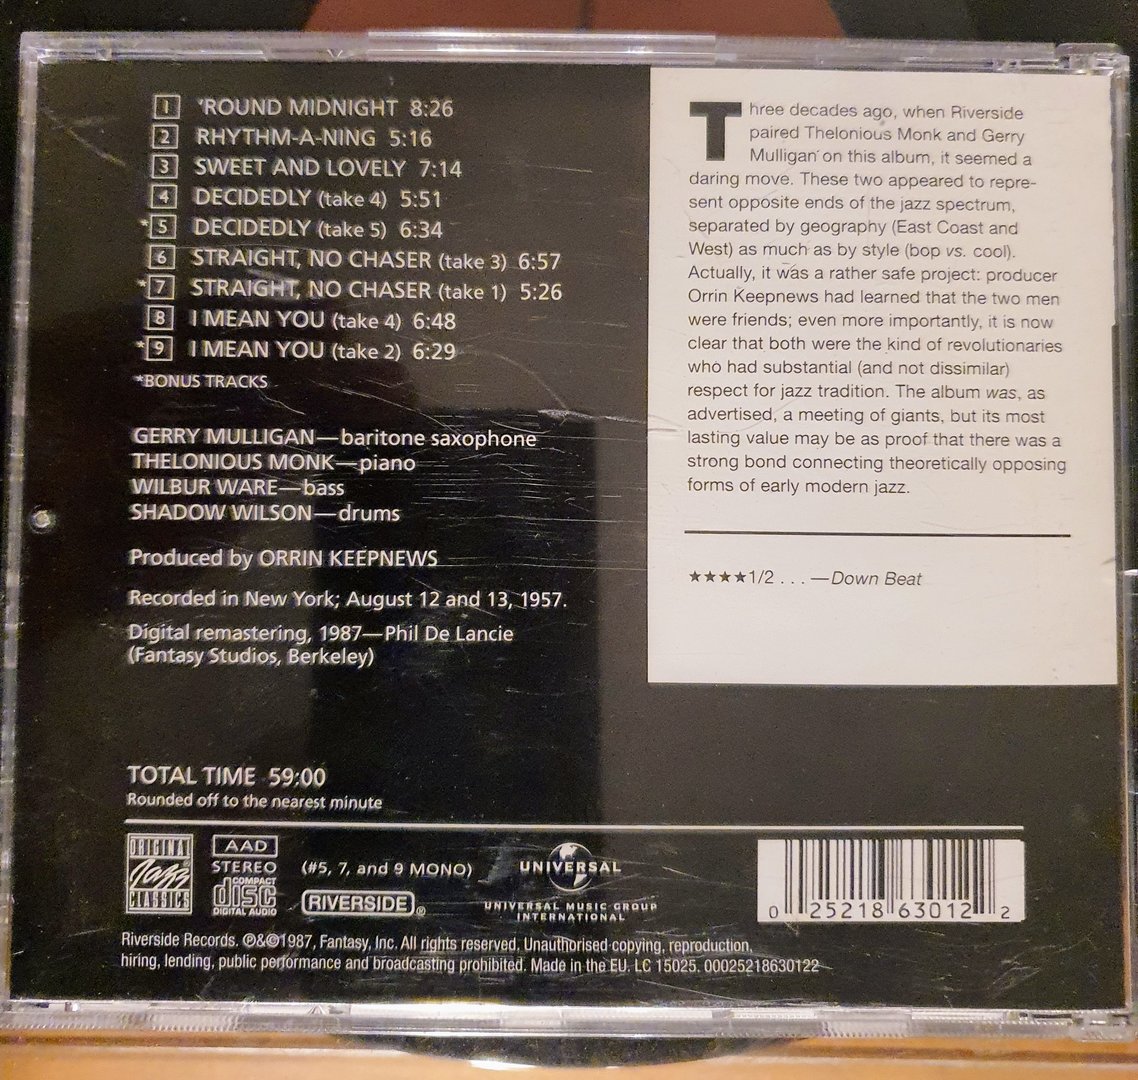 1 'ROUND MIDNIGHT 8:26
2 RHYTHM-A-NING 5:16
3 SWEET AND LOVELY 7:14
4 DECIDEDLY (take 4) 5:51
*5 DECIDEDLY (take 5) 6:34
6 STRAIGHT, NO CHASER (take 3) 6:57
*7 STRAIGHT, NO CHASER (take 1) 5:26
8 I MEAN YOU (take 4) 6:48
*9 I MEAN YOU (take 2) 6:29
*BONUS TRACKS
GERRY MULLIGAN—baritone saxophone
THELONIOUS MONK—piano
WILBUR WARE—bass
SHADOW WILSON—drums
Produced by ORRIN KEEPNEWS
Recorded in New York; August 12 and 13, 1957.
Digital remastering, 1987—Phil De Lancie
(Fantasy Studios, Berkeley)
TOTAL TIME 59:00
Rounded off to the nearest minute
Three decades ago, when Riverside
paired Thelonious Monk and Gerry
Mulligan on this album, it seemed a
daring move. These two appeared to repre-
sent opposite ends of the jazz spectrum,
separated by geography (East Coast and
West) as much as by style (bop vs. cool).
Actually, it was a rather safe project: producer
Orrin Keepnews had learned that the two men
were friends; even more importantly, it is now
clear that both were the kind of revolutionaries
who had substantial (and not dissimilar)
respect for jazz tradition. The album was, as
advertised, a meeting of giants, but its most
lasting value may be as proof that there was a
strong bond connecting theoretically opposing
forms of early modern jazz.
★★★★1/2 . . . —Down Beat
ORIGINAL
Jazz
CLASSICS
AAD
STEREO
COMPACT
disc
DIGITAL AUDIO
(#5, 7, and 9 MONO)
RIVERSIDE®
UNIVERSAL
UNIVERSAL MUSIC GROUP
INTERNATIONAL
0 25218 63012 2
Riverside Records. ℗&©1987, Fantasy, Inc. All rights reserved. Unauthorised copying, reproduction,
hiring, lending, public performance and broadcasting prohibited. Made in the EU. LC 15025. 00025218630122